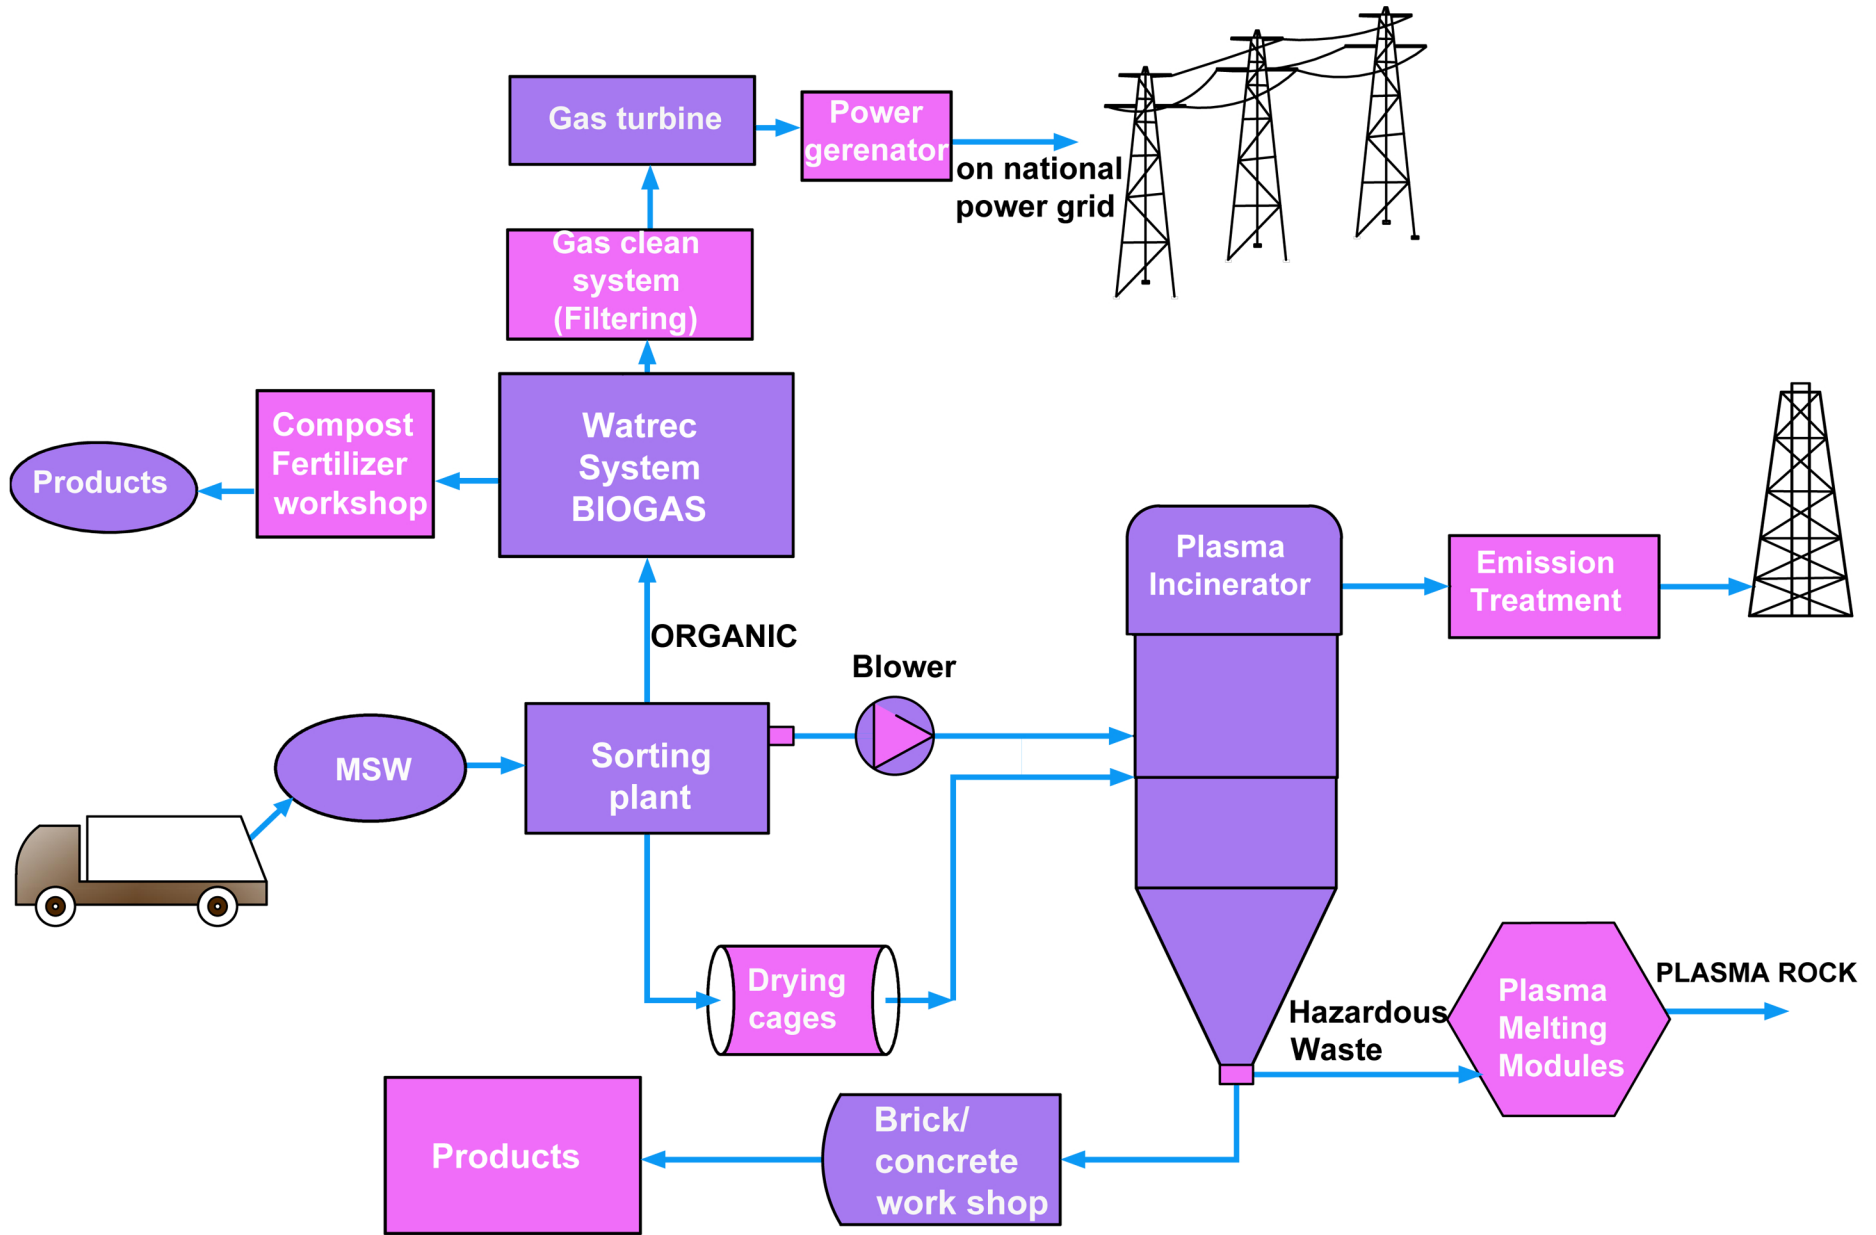 Gas turbine
Power
gerenator
on national
power grid
Gas clean
system
(Filtering)
Compost
Fertilizer
workshop
Products
Watrec
System
BIOGAS
Plasma
Incinerator
Emission
Treatment
ORGANIC
Blower
MSW
Sorting
plant
Drying
cages
Hazardous
Waste
Plasma
Melting
Modules
PLASMA ROCK
Products
Brick/
concrete
work shop